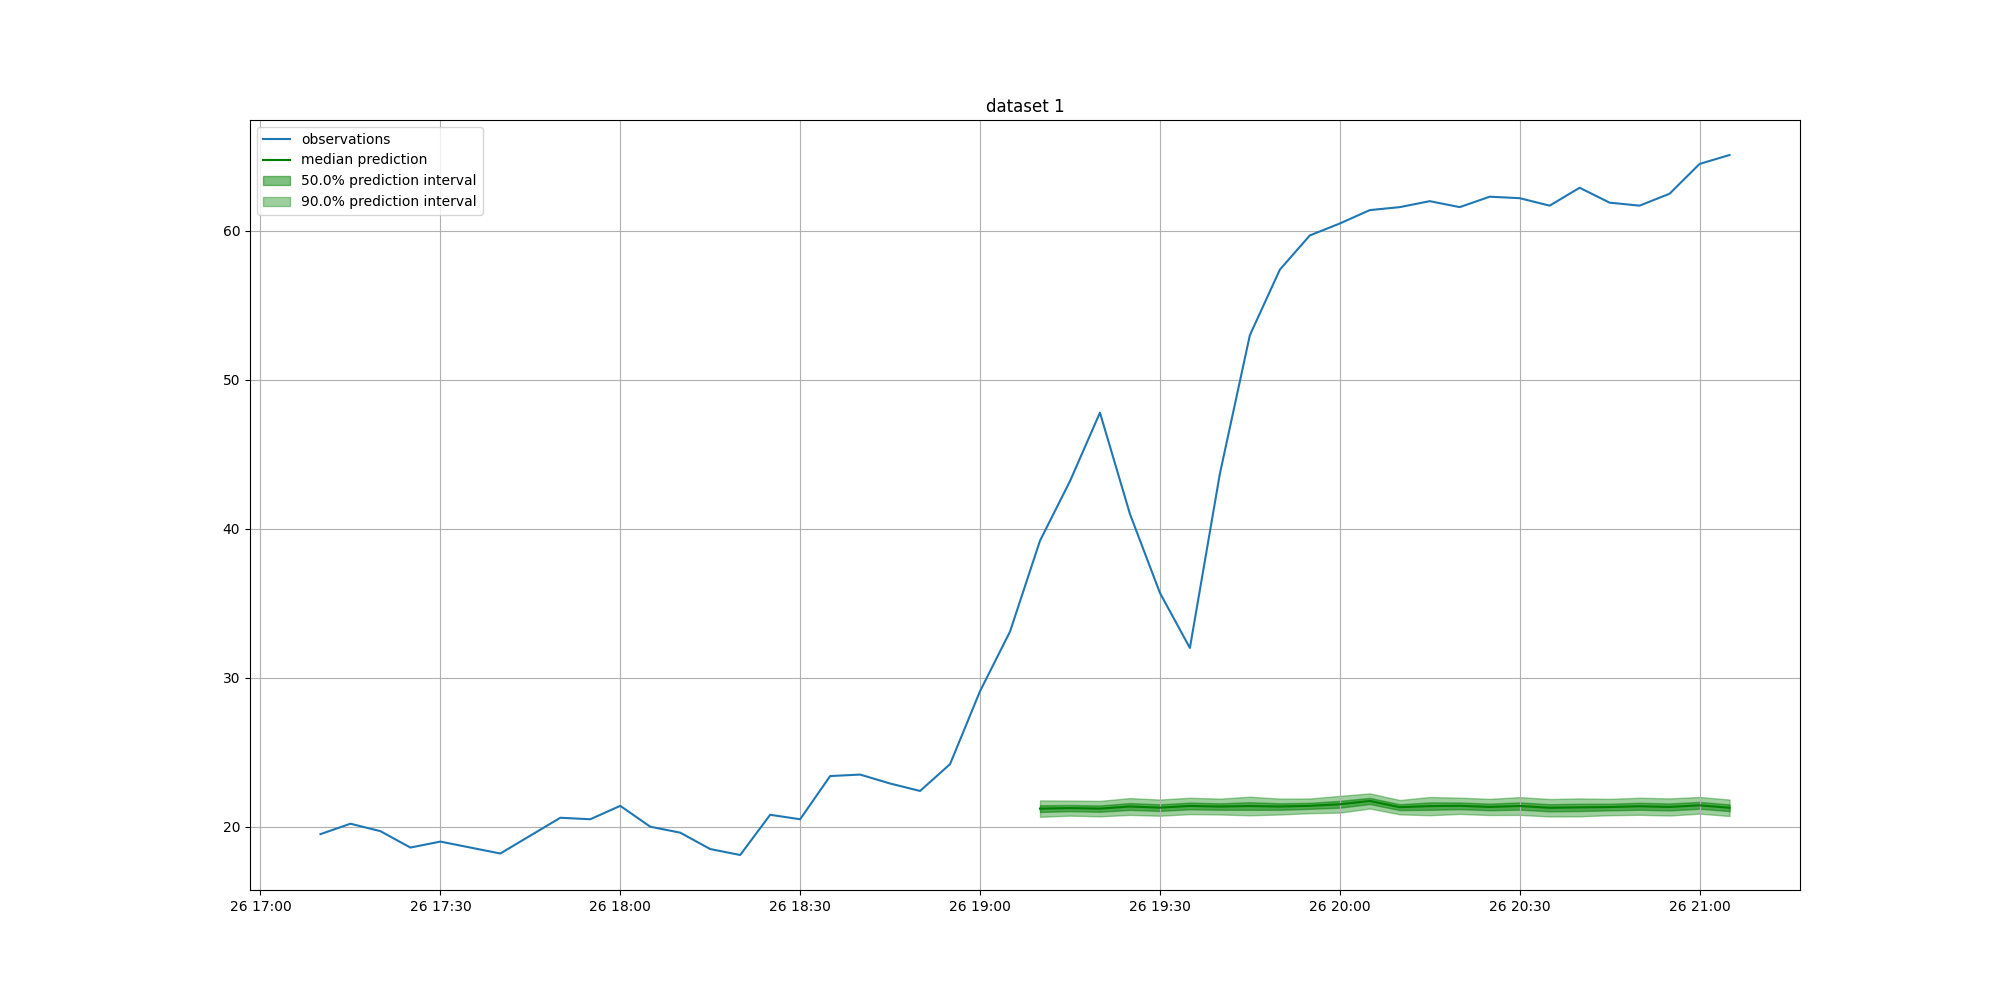 dataset 1
observations
median prediction
50.0% prediction interval
90.0% prediction interval
60
50
40
30
20
26 17:00 26 17:30 26 18:00 26 18:30 26 19:00 26 19:30 26 20:00 26 20:30 26 21:00